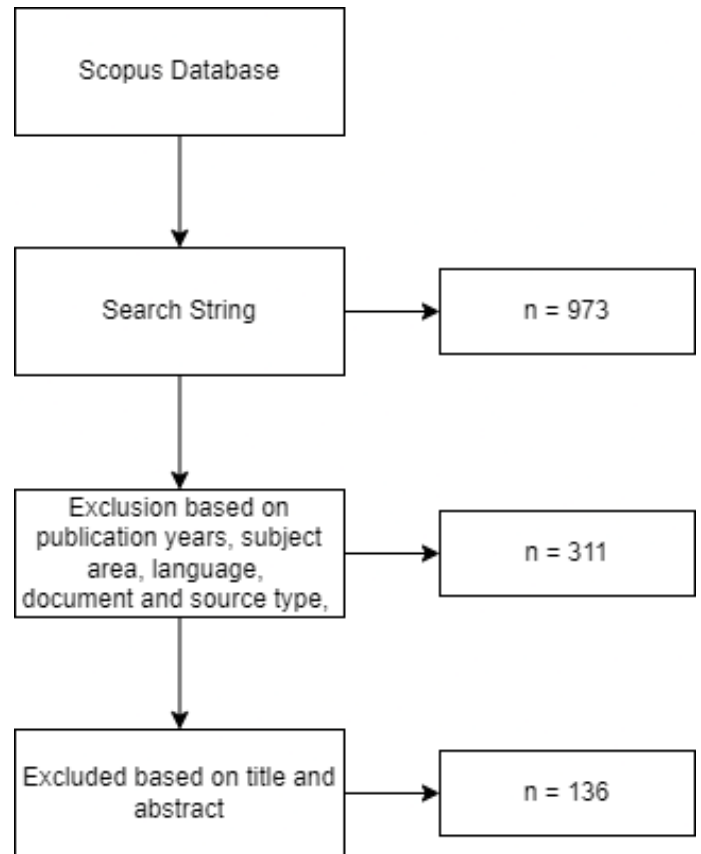 Scopus Database
Search String
n = 973
Exclusion based on
publication years, subject
area, language,
document and source type,
n = 311
Excluded based on title and
abstract
n = 136